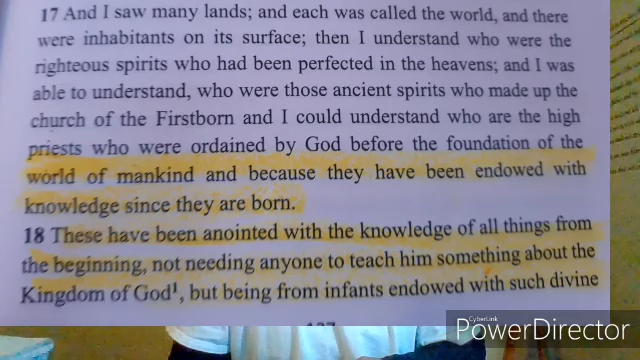 17 And I saw many lands; and each was called the world, and there
were inhabitants on its surface; then I understand who were the
righteous spirits who had been perfected in the heavens; and I was
able to understand, who were those ancient spirits who made up the
church of the Firstborn and I could understand who are the high
priests who were ordained by God before the foundation of the
world of mankind and because they have been endowed with
knowledge since they are born.
18 These have been anointed with the knowledge of all things from
the beginning, not needing anyone to teach him something about the
Kingdom of God¹, but being from infants endowed with such divine
CyberLink
PowerDirector